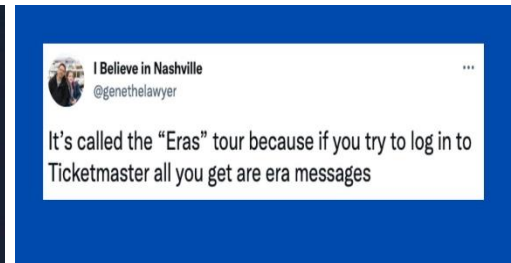 I Believe in Nashville
@genethelawyer
It's called the “Eras” tour because if you try to log in to
Ticketmaster all you get are era messages